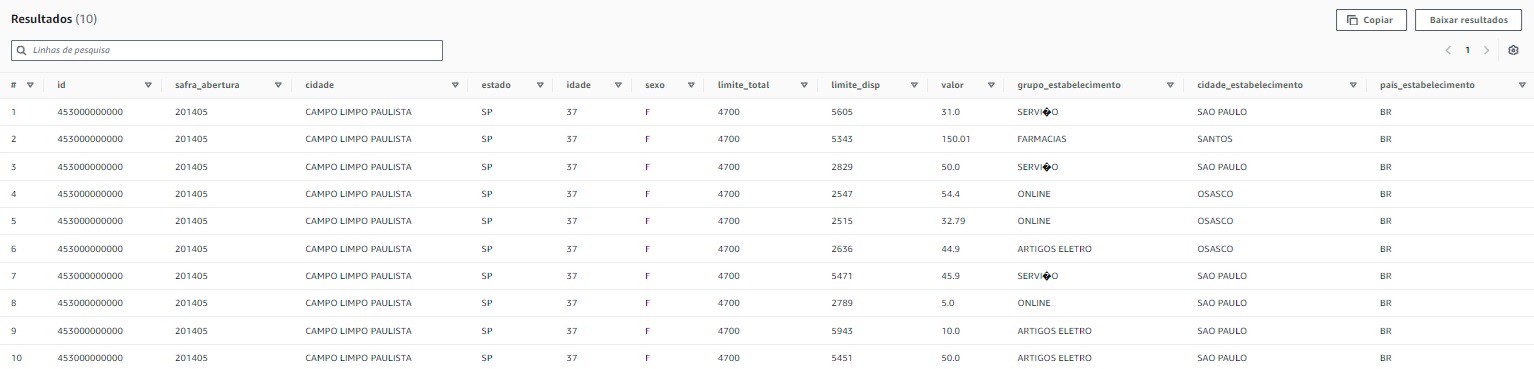 Resultados (10)
Copiar
Baixar resultados
Linhas de pesquisa
1
# id safra_abertura cidade estado idade sexo limite_total limite_disp valor grupo_estabelecimento cidade_estabelecimento pais_estabelecimento
1 453000000000 201405 CAMPO LIMPO PAULISTA SP 37 F 4700 5605 31.0 SERVI�O SAO PAULO BR
2 453000000000 201405 CAMPO LIMPO PAULISTA SP 37 F 4700 5343 150.01 FARMACIAS SANTOS BR
3 453000000000 201405 CAMPO LIMPO PAULISTA SP 37 F 4700 2829 50.0 SERVI�O SAO PAULO BR
4 453000000000 201405 CAMPO LIMPO PAULISTA SP 37 F 4700 2547 54.4 ONLINE OSASCO BR
5 453000000000 201405 CAMPO LIMPO PAULISTA SP 37 F 4700 2515 32.79 ONLINE OSASCO BR
6 453000000000 201405 CAMPO LIMPO PAULISTA SP 37 F 4700 2636 44.9 ARTIGOS ELETRO OSASCO BR
7 453000000000 201405 CAMPO LIMPO PAULISTA SP 37 F 4700 5471 45.9 SERVI�O SAO PAULO BR
8 453000000000 201405 CAMPO LIMPO PAULISTA SP 37 F 4700 2789 5.0 ONLINE SAO PAULO BR
9 453000000000 201405 CAMPO LIMPO PAULISTA SP 37 F 4700 5943 10.0 ARTIGOS ELETRO SAO PAULO BR
10 453000000000 201405 CAMPO LIMPO PAULISTA SP 37 F 4700 5451 50.0 ARTIGOS ELETRO SAO PAULO BR